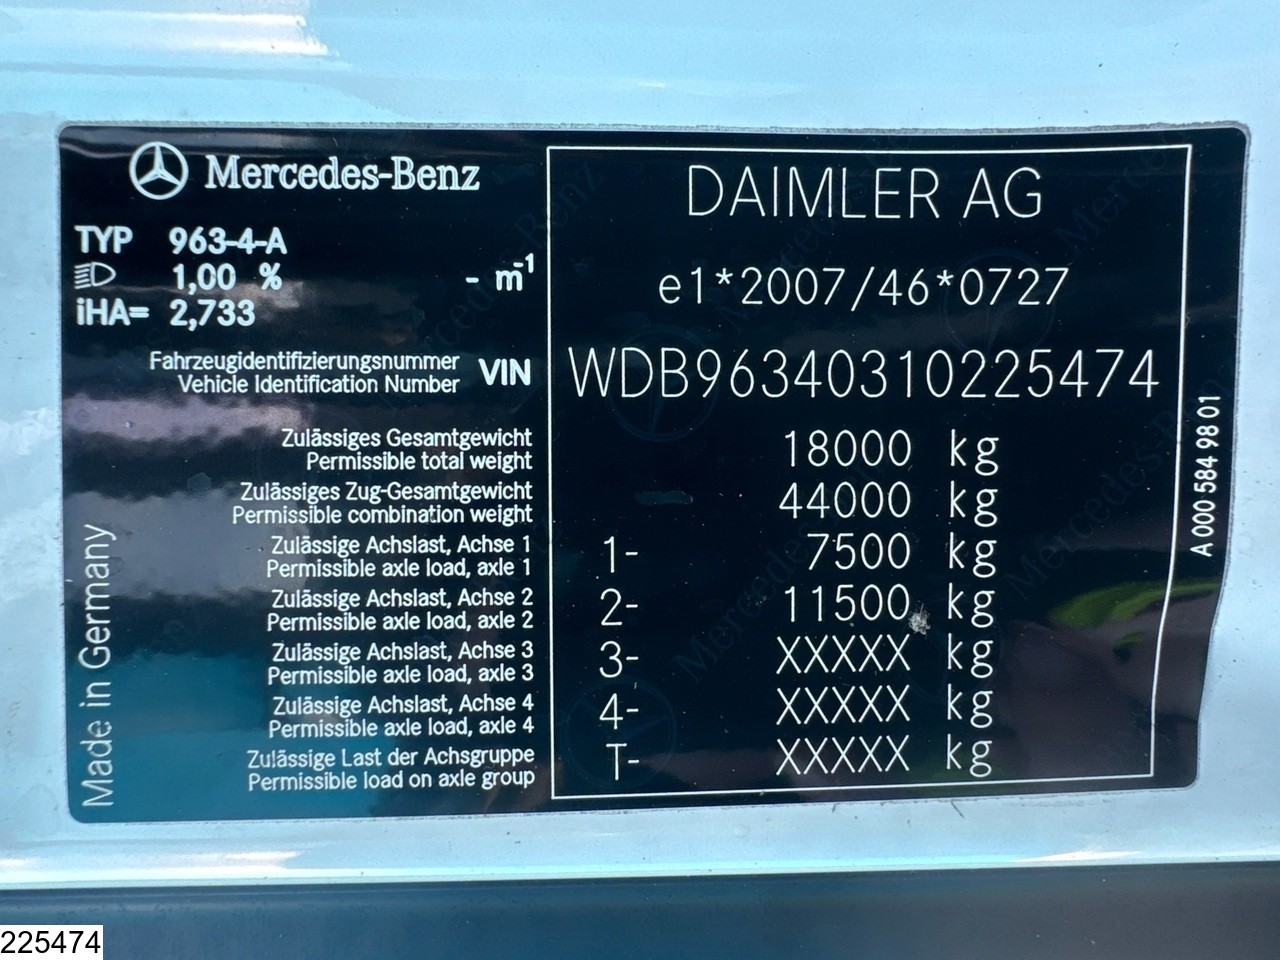 Mercedes-Benz
TYP 963-4-A
1,00 % - m-1
iHA= 2,733
DAIMLER AG
e1*2007/46*0727
Fahrzeugidentifizierungsnummer
Vehicle Identification Number
VIN WDB96340310225474
Zulässiges Gesamtgewicht
Permissible total weight
18000 kg
Zulässiges Zug-Gesamtgewicht
Permissible combination weight
44000 kg
Zulässige Achslast, Achse 1
Permissible axle load, axle 1
1- 7500 kg
Zulässige Achslast, Achse 2
Permissible axle load, axle 2
2- 11500 kg
Zulässige Achslast, Achse 3
Permissible axle load, axle 3
3- XXXXX kg
Zulässige Achslast, Achse 4
Permissible axle load, axle 4
4- XXXXX kg
Zulässige Last der Achsgruppe
Permissible load on axle group
T- XXXXX kg
Made in Germany
A 000 584 98 01
225474